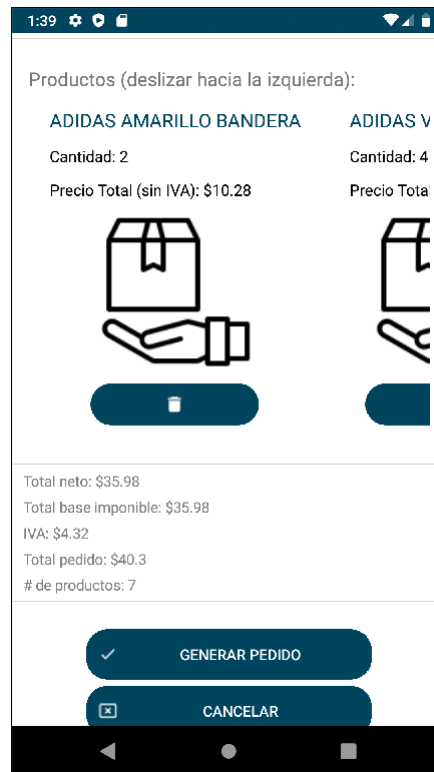 1:39
Productos (deslizar hacia la izquierda):
ADIDAS AMARILLO BANDERA
Cantidad: 2
Precio Total (sin IVA): $10.28
ADIDAS V
Cantidad: 4
Precio Total
Total neto: $35.98
Total base imponible: $35.98
IVA: $4.32
Total pedido: $40.3
# de productos: 7
GENERAR PEDIDO
CANCELAR